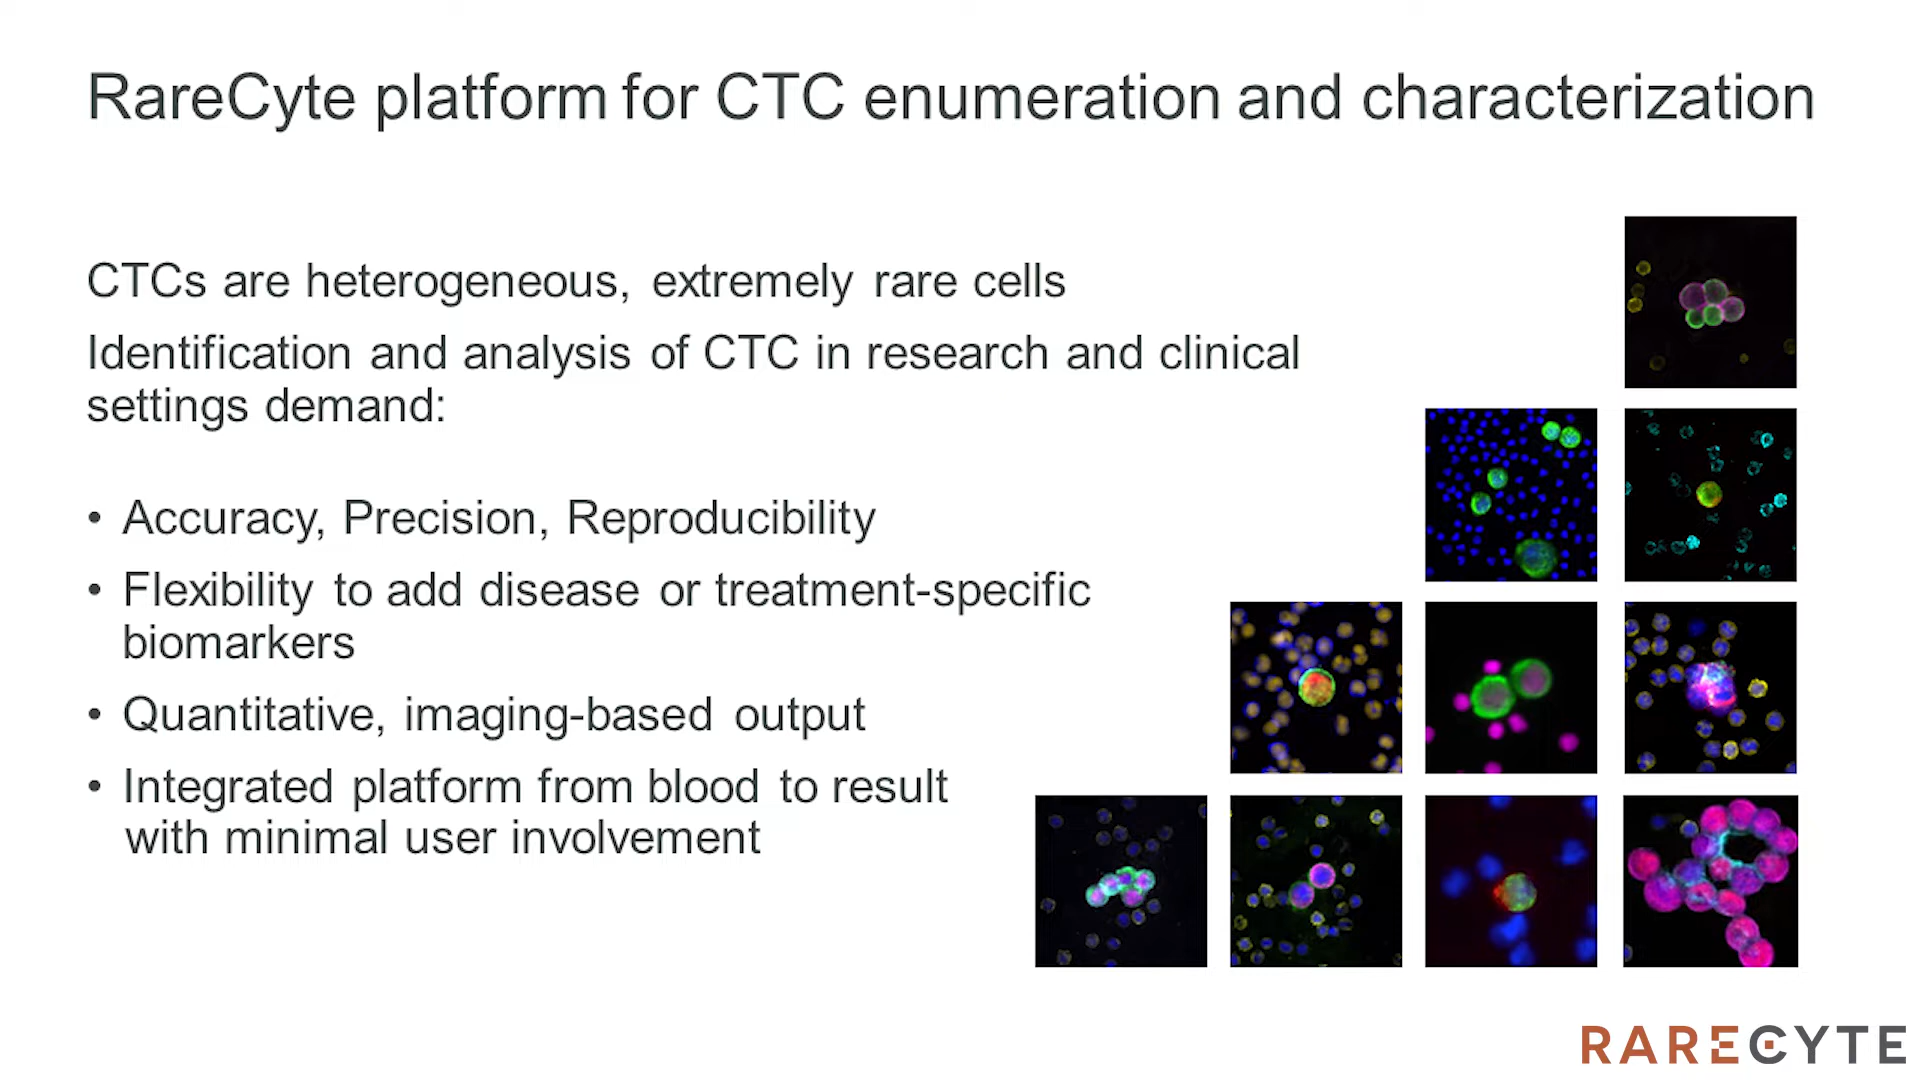 RareCyte platform for CTC enumeration and characterization
CTCs are heterogeneous, extremely rare cells
Identification and analysis of CTC in research and clinical
settings demand:
• Accuracy, Precision, Reproducibility
• Flexibility to add disease or treatment-specific
biomarkers
• Quantitative, imaging-based output
• Integrated platform from blood to result
with minimal user involvement
RARECYTE